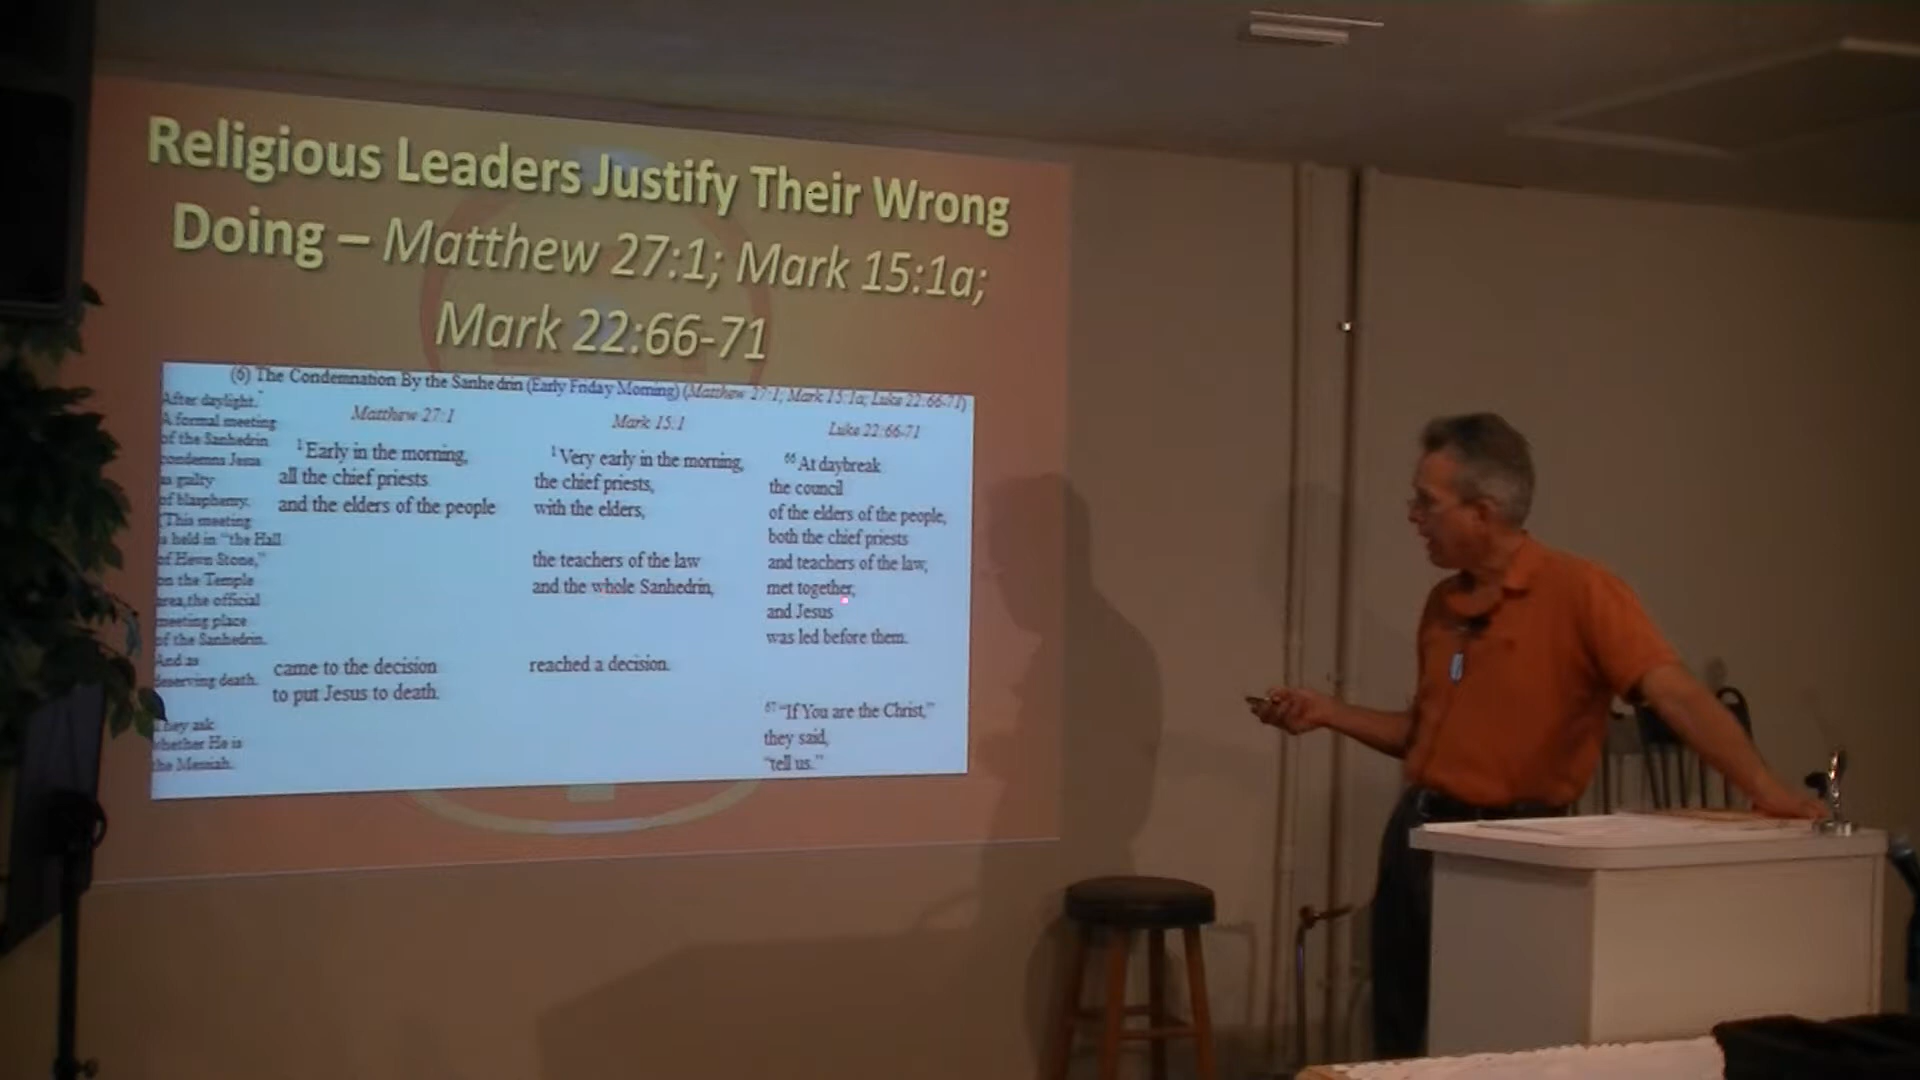 Religious Leaders Justify Their Wrong
Doing – Matthew 27:1; Mark 15:1a;
Mark 22:66-71
(6) The Condemnation By the Sanhedrin (Early Friday Morning) (Matthew 27:1; Mark 15:1a; Luke 22:66-71)
After daylight.
A formal meeting
of the Sanhedrin
condemns Jesus
as guilty
of blasphemy.
(This meeting
is held in "the Hall
of Hewn Stone,"
on the Temple
area, the official
meeting place
of the Sanhedrin.
And as
deserving death.
They ask
whether He is
the Messiah.
Matthew 27:1
1 Early in the morning,
all the chief priests
and the elders of the people
came to the decision
to put Jesus to death.
Mark 15:1
1 Very early in the morning,
the chief priests,
with the elders,
the teachers of the law
and the whole Sanhedrin,
reached a decision.
Luke 22:66-71
66 At daybreak
the council
of the elders of the people,
both the chief priests
and teachers of the law,
met together,
and Jesus
was led before them.
67 "If You are the Christ,"
they said,
"tell us."